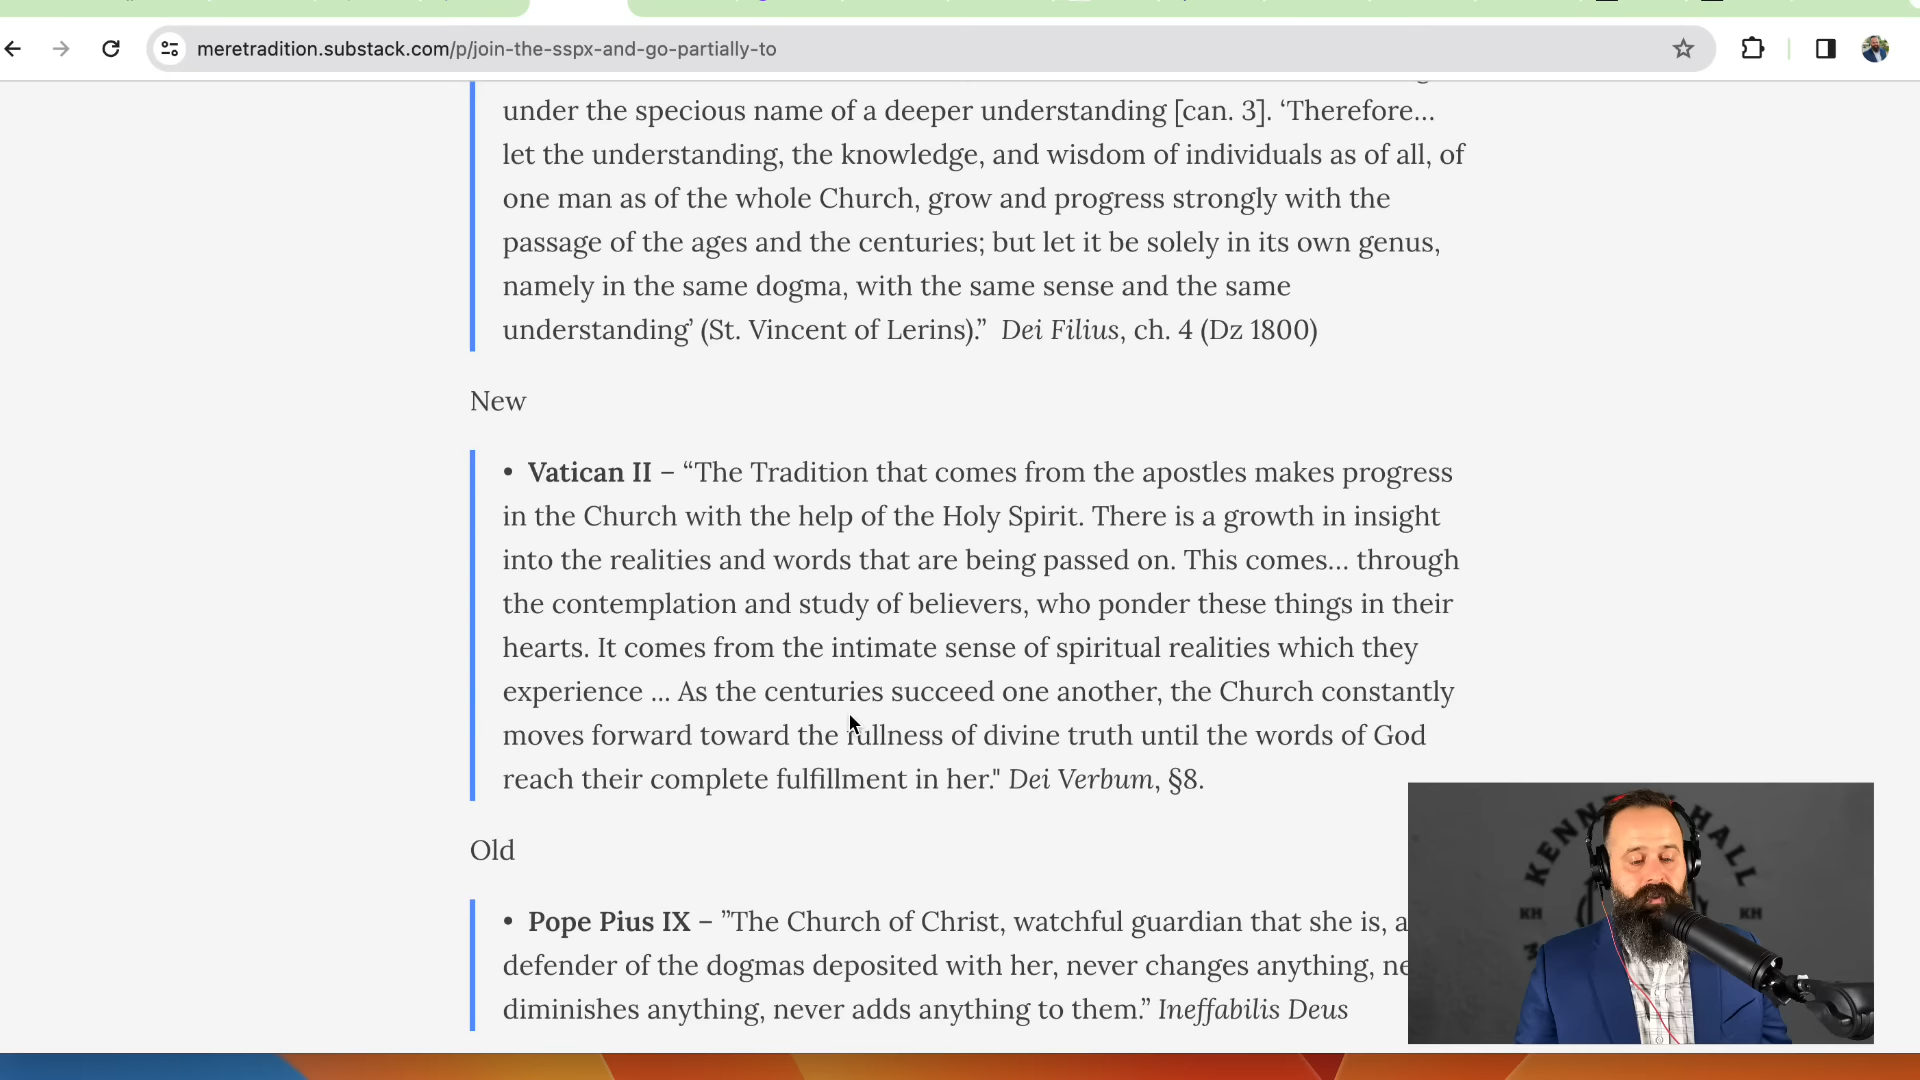 meretradition.substack.com/p/join-the-sspx-and-go-partially-to
under the specious name of a deeper understanding [can. 3]. ‘Therefore…
let the understanding, the knowledge, and wisdom of individuals as of all, of
one man as of the whole Church, grow and progress strongly with the
passage of the ages and the centuries; but let it be solely in its own genus,
namely in the same dogma, with the same sense and the same
understanding’ (St. Vincent of Lerins).” Dei Filius, ch. 4 (Dz 1800)
New
• Vatican II – “The Tradition that comes from the apostles makes progress
in the Church with the help of the Holy Spirit. There is a growth in insight
into the realities and words that are being passed on. This comes… through
the contemplation and study of believers, who ponder these things in their
hearts. It comes from the intimate sense of spiritual realities which they
experience ... As the centuries succeed one another, the Church constantly
moves forward toward the fullness of divine truth until the words of God
reach their complete fulfillment in her." Dei Verbum, §8.
Old
• Pope Pius IX – ”The Church of Christ, watchful guardian that she is, a
defender of the dogmas deposited with her, never changes anything, ne
diminishes anything, never adds anything to them.” Ineffabilis Deus
KH KH